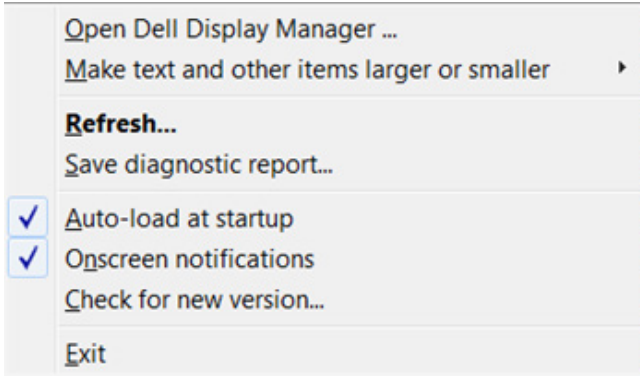 Open Dell Display Manager ...
Make text and other items larger or smaller
Refresh...
Save diagnostic report...
Auto-load at startup
Onscreen notifications
Check for new version...
Exit